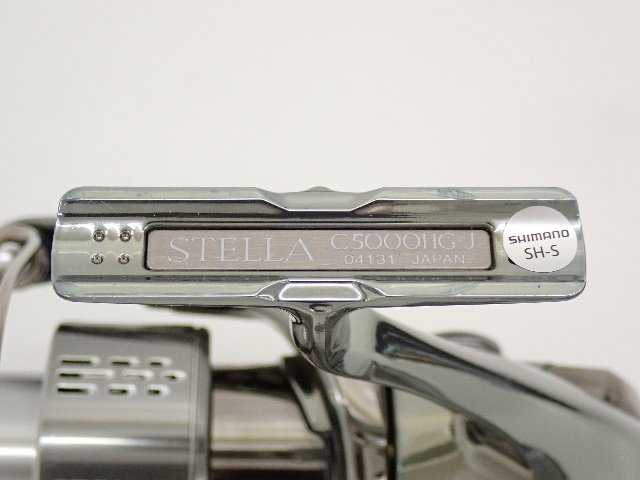 STELLA C5000HG J
04131 JAPAN
SHIMANO
SH-S